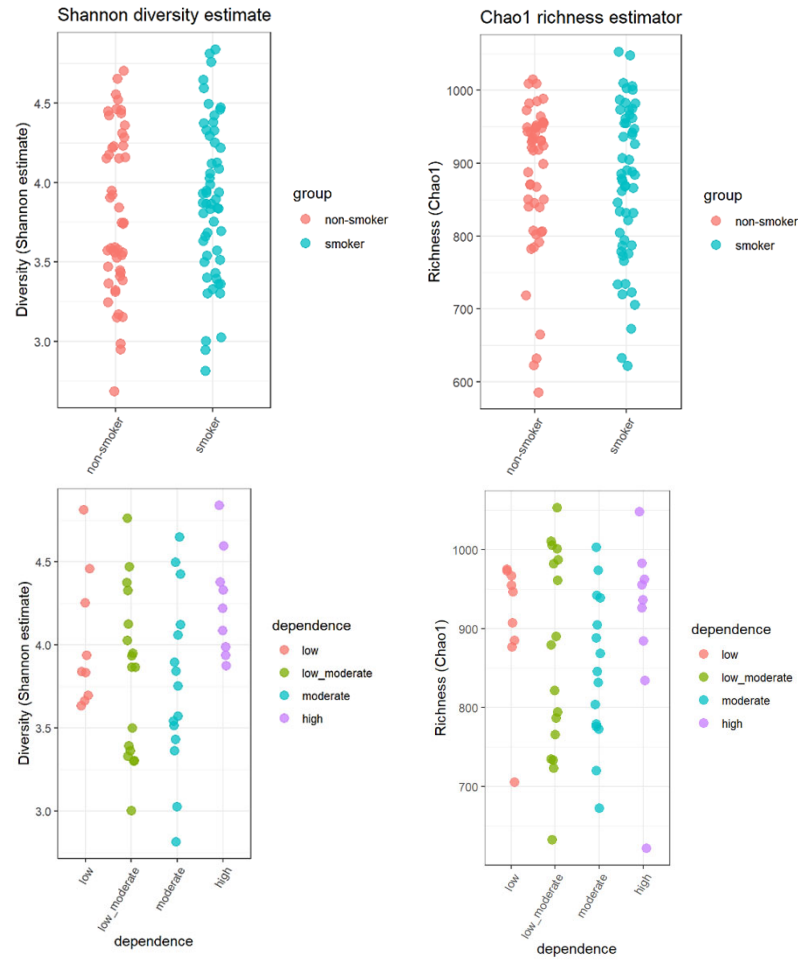 Shannon diversity estimate
Diversity (Shannon estimate)
4.5
4.0
3.5
3.0
non-smoker
smoker
group
non-smoker
smoker
Chao1 richness estimator
Richness (Chao1)
1000
900
800
700
600
non-smoker
smoker
group
non-smoker
smoker
Diversity (Shannon estimate)
4.5
4.0
3.5
3.0
low
low_moderate
moderate
high
dependence
dependence
low
low_moderate
moderate
high
Richness (Chao1)
1000
900
800
700
low
low_moderate
moderate
high
dependence
dependence
low
low_moderate
moderate
high